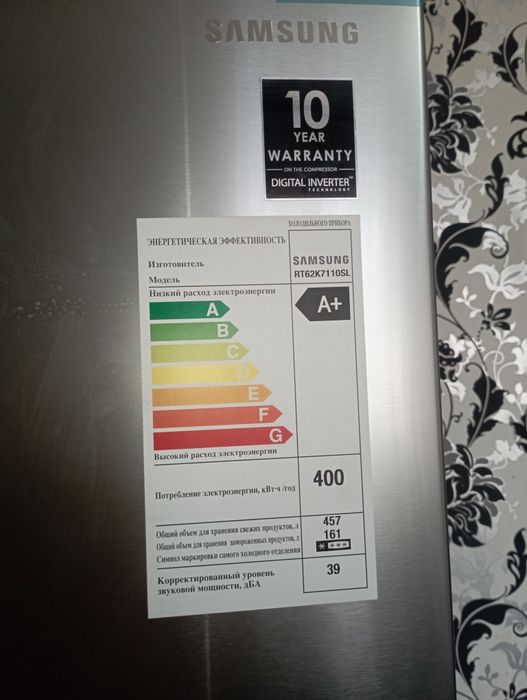 SAMSUNG
10
YEAR
WARRANTY
ON THE COMPRESSOR
DIGITAL INVERTER™
TECHNOLOGY
ЭНЕРГЕТИЧЕСКАЯ ЭФФЕКТИВНОСТЬ
ХОЛОДИЛЬНОГО ПРИБОРА
Изготовитель
SAMSUNG
Модель
RT62K7110SL
Низкий расход электроэнергии
A
A+
B
C
D
E
F
G
Высокий расход электроэнергии
Потребление электроэнергии, кВт·ч /год
400
Общий объем для хранения свежих продуктов, л
457
Общий объем для хранения замороженных продуктов, л
161
Символ маркировки самого холодного отделения
Корректированный уровень
звуковой мощности, дБА
39